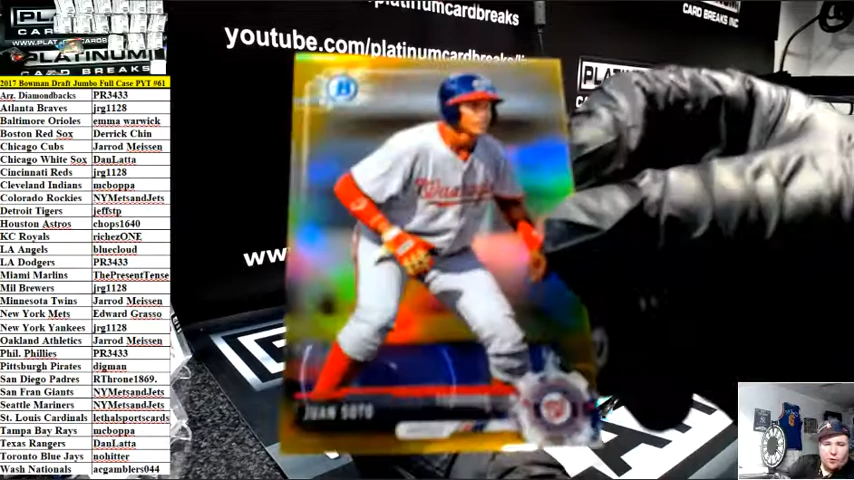 CARD BREAKS INC
platinumcardbreaks
youtube.com/platinumcardbreaks/li
PLATINUM
CARD BREAKS
2017 Bowman Draft Jumbo Full Case PYT #61
Arz. Diamondbacks PR3433
Atlanta Braves jrg1128
Baltimore Orioles emma warwick
Boston Red Sox Derrick Chin
Chicago Cubs Jarrod Meissen
Chicago White Sox DanLatta
Cincinnati Reds jrg1128
Cleveland Indians mcboppa
Colorado Rockies NYMetsandJets
Detroit Tigers jeffstp
Houston Astros chops1640
KC Royals richezONE
LA Angels bluecloud
LA Dodgers PR3433
Miami Marlins ThePresentTense
Mil Brewers jrg1128
Minnesota Twins Jarrod Meissen
New York Mets Edward Grasso
New York Yankees jrg1128
Oakland Athletics Jarrod Meissen
Phil. Phillies PR3433
Pittsburgh Pirates digman
San Diego Padres RThrone1869.
San Fran Giants NYMetsandJets
Seattle Mariners NYMetsandJets
St. Louis Cardinals lethalsportscards
Tampa Bay Rays mcboppa
Texas Rangers DanLatta
Toronto Blue Jays nohitter
Wash Nationals acgamblers044
B
JUAN SOTO
W